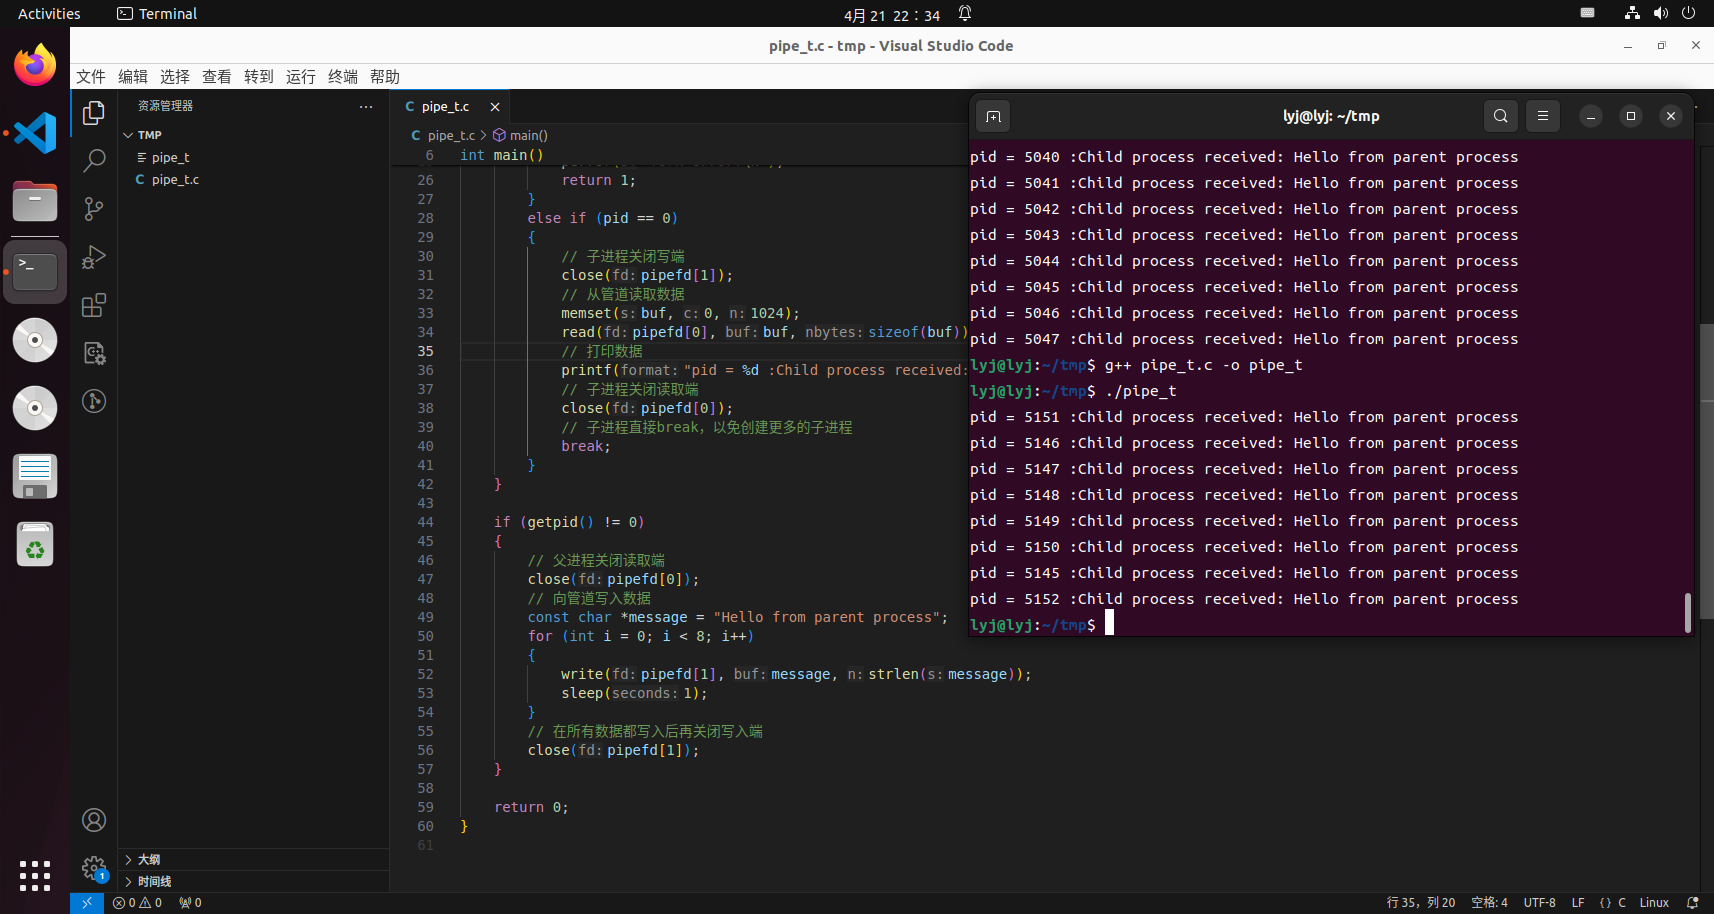 Activities
Terminal
4月 21 22：34
pipe_t.c - tmp - Visual Studio Code
文件 编辑 选择 查看 转到 运行 终端 帮助
资源管理器
TMP
pipe_t
C pipe_t.c
大纲
时间线
C pipe_t.c
C pipe_t.c > main()
6 int main()
26 return 1;
27 }
28 else if (pid == 0)
29 {
30 // 子进程关闭写端
31 close(fd: pipefd[1]);
32 // 从管道读取数据
33 memset(s: buf, c: 0, n: 1024);
34 read(fd: pipefd[0], buf: buf, nbytes: sizeof(buf))
35 // 打印数据
36 printf(format: "pid = %d :Child process received:
37 // 子进程关闭读取端
38 close(fd: pipefd[0]);
39 // 子进程直接break，以免创建更多的子进程
40 break;
41 }
42 }
43
44 if (getpid() != 0)
45 {
46 // 父进程关闭读取端
47 close(fd: pipefd[0]);
48 // 向管道写入数据
49 const char *message = "Hello from parent process";
50 for (int i = 0; i < 8; i++)
51 {
52 write(fd: pipefd[1], buf: message, n: strlen(s: message));
53 sleep(seconds: 1);
54 }
55 // 在所有数据都写入后再关闭写入端
56 close(fd: pipefd[1]);
57 }
58
59 return 0;
60 }
61
lyj@lyj: ~/tmp
pid = 5040 :Child process received: Hello from parent process
pid = 5041 :Child process received: Hello from parent process
pid = 5042 :Child process received: Hello from parent process
pid = 5043 :Child process received: Hello from parent process
pid = 5044 :Child process received: Hello from parent process
pid = 5045 :Child process received: Hello from parent process
pid = 5046 :Child process received: Hello from parent process
pid = 5047 :Child process received: Hello from parent process
lyj@lyj:~/tmp$ g++ pipe_t.c -o pipe_t
lyj@lyj:~/tmp$ ./pipe_t
pid = 5151 :Child process received: Hello from parent process
pid = 5146 :Child process received: Hello from parent process
pid = 5147 :Child process received: Hello from parent process
pid = 5148 :Child process received: Hello from parent process
pid = 5149 :Child process received: Hello from parent process
pid = 5150 :Child process received: Hello from parent process
pid = 5145 :Child process received: Hello from parent process
pid = 5152 :Child process received: Hello from parent process
lyj@lyj:~/tmp$
1
0 0 0
行 35，列 20 空格: 4 UTF-8 LF {} C Linux